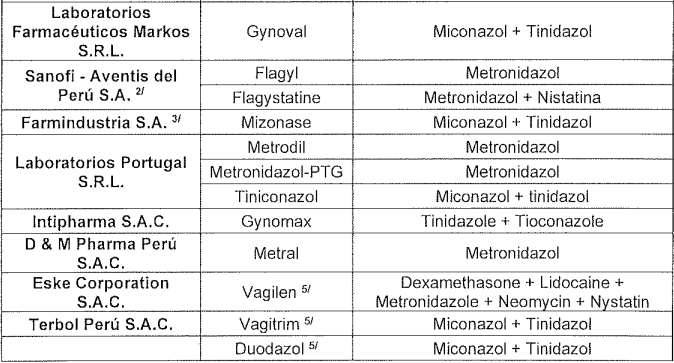 Laboratorios
Farmacéuticos Markos
S.R.L.
Gynoval
Miconazol + Tinidazol
Sanofi - Aventis del
Perú S.A. 2/
Flagyl
Metronidazol
Flagystatine
Metronidazol + Nistatina
Farmindustria S.A. 3/
Mizonase
Miconazol + Tinidazol
Laboratorios Portugal
S.R.L.
Metrodil
Metronidazol
Metronidazol-PTG
Metronidazol
Tiniconazol
Miconazol + tinidazol
Intipharma S.A.C.
Gynomax
Tinidazole + Tioconazole
D & M Pharma Perú
S.A.C.
Metral
Metronidazol
Eske Corporation
S.A.C.
Vagilen 5/
Dexamethasone + Lidocaine +
Metronidazole + Neomycin + Nystatin
Terbol Perú S.A.C.
Vagitrim 5/
Miconazol + Tinidazol
Duodazol 5/
Miconazol + Tinidazol